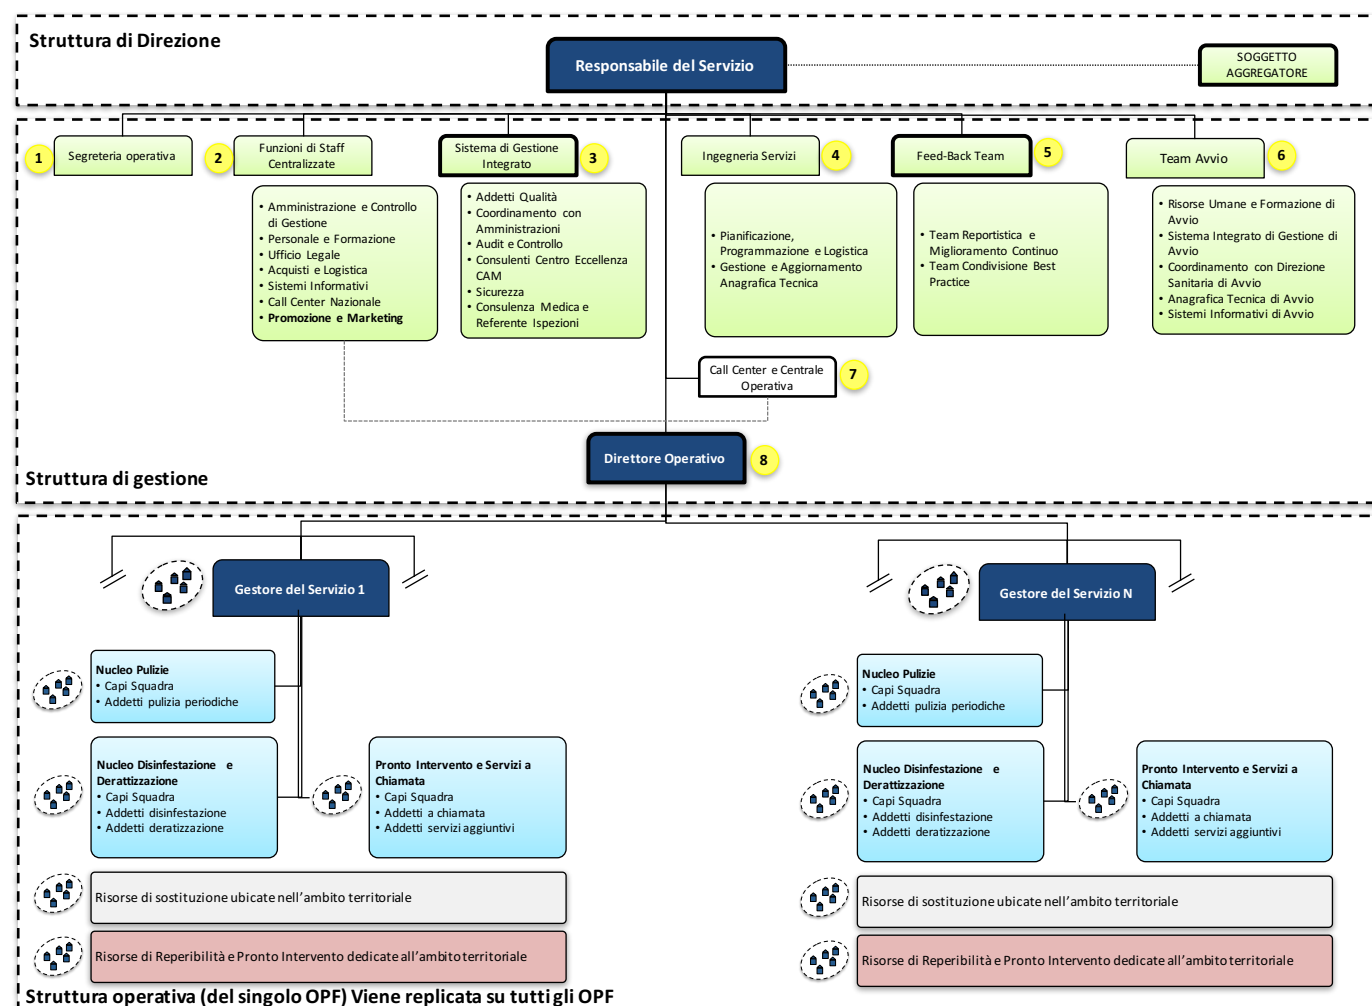 Struttura di Direzione
Responsabile del Servizio
SOGGETTO
AGGREGATORE
1
Segreteria operativa
2
Funzioni di Staff
Centralizzate
Sistema di Gestione
Integrato
3
Ingegneria Servizi
4
Feed-Back Team
5
Team Avvio
6
• Amministrazione e Controllo
di Gestione
• Personale e Formazione
• Ufficio Legale
• Acquisti e Logistica
• Sistemi Informativi
• Call Center Nazionale
• Promozione e Marketing
• Addetti Qualità
• Coordinamento con
Amministrazioni
• Audit e Controllo
• Consulenti Centro Eccellenza
CAM
• Sicurezza
• Consulenza Medica e
Referente Ispezioni
• Pianificazione,
Programmazione e Logistica
• Gestione e Aggiornamento
Anagrafica Tecnica
• Team Reportistica e
Miglioramento Continuo
• Team Condivisione Best
Practice
• Risorse Umane e Formazione di
Avvio
• Sistema Integrato di Gestione di
Avvio
• Coordinamento con Direzione
Sanitaria di Avvio
• Anagrafica Tecnica di Avvio
• Sistemi Informativi di Avvio
Call Center e Centrale
Operativa
7
Direttore Operativo
8
Struttura di gestione
Gestore del Servizio 1
Nucleo Pulizie
• Capi Squadra
• Addetti pulizia periodiche
Nucleo Disinfestazione e
Derattizzazione
• Capi Squadra
• Addetti disinfestazione
• Addetti deratizzazione
Pronto Intervento e Servizi a
Chiamata
• Capi Squadra
• Addetti a chiamata
• Addetti servizi aggiuntivi
Risorse di sostituzione ubicate nell'ambito territoriale
Risorse di Reperibilità e Pronto Intervento dedicate all'ambito territoriale
Gestore del Servizio N
Nucleo Pulizie
• Capi Squadra
• Addetti pulizia periodiche
Nucleo Disinfestazione e
Derattizzazione
• Capi Squadra
• Addetti disinfestazione
• Addetti deratizzazione
Pronto Intervento e Servizi a
Chiamata
• Capi Squadra
• Addetti a chiamata
• Addetti servizi aggiuntivi
Risorse di sostituzione ubicate nell'ambito territoriale
Risorse di Reperibilità e Pronto Intervento dedicate all'ambito territoriale
Struttura operativa (del singolo OPF) Viene replicata su tutti gli OPF